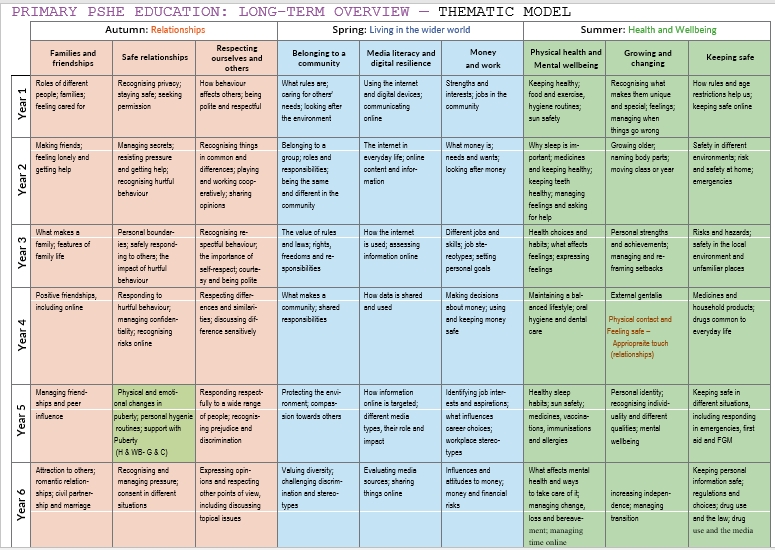 PRIMARY PSHE EDUCATION: LONG-TERM OVERVIEW — THEMATIC MODEL
Autumn: Relationships
Spring: Living in the wider world
Summer: Health and Wellbeing
Families and
friendships
Safe relationships
Respecting
ourselves and
others
Belonging to a
community
Media literacy and
digital resilience
Money
and work
Physical health and
Mental wellbeing
Growing and
changing
Keeping safe
Year 1
Roles of different
people; families;
feeling cared for
Recognising privacy;
staying safe; seeking
permission
How behaviour
affects others; being
polite and respectful
What rules are;
caring for others'
needs; looking after
the environment
Using the internet
and digital devices;
communicating
online
Strengths and
interests; jobs in the
community
Keeping healthy;
food and exercise,
hygiene routines;
sun safety
Recognising what
makes them unique
and special; feelings;
managing when
things go wrong
How rules and age
restrictions help us;
keeping safe online
Year 2
Making friends;
feeling lonely and
getting help
Managing secrets;
resisting pressure
and getting help;
recognising hurtful
behaviour
Recognising things
in common and
differences; playing
and working coop-
eratively; sharing
opinions
Belonging to a
group; roles and
responsibilities;
being the same
and different in the
community
The internet in
everyday life; online
content and infor-
mation
What money is;
needs and wants;
looking after money
Why sleep is im-
portant; medicines
and keeping healthy;
keeping teeth
healthy; managing
feelings and asking
for help
Growing older;
naming body parts;
moving class or year
Safety in different
environments; risk
and safety at home;
emergencies
Year 3
What makes a
family; features of
family life
Personal boundar-
ies; safely respond-
ing to others; the
impact of hurtful
behaviour
Recognising re-
spectful behaviour;
the importance of
self-respect; courte-
sy and being polite
The value of rules
and laws; rights,
freedoms and re-
sponsibilities
How the internet
is used; assessing
information online
Different jobs and
skills; job ste-
reotypes; setting
personal goals
Health choices and
habits; what affects
feelings; expressing
feelings
Personal strengths
and achievements;
managing and re-
framing setbacks
Risks and hazards;
safety in the local
environment and
unfamiliar places
Year 4
Positive friendships,
including online
Responding to
hurtful behaviour;
managing confiden-
tiality; recognising
risks online
Respecting differ-
ences and similari-
ties; discussing dif-
ference sensitively
What makes a
community; shared
responsibilities
How data is shared
and used
Making decisions
about money; using
and keeping money
safe
Maintaining a bal-
anced lifestyle; oral
hygiene and dental
care
External gentalia
Physical contact and
Feeling safe –
Appriopraite touch
(relationships)
Medicines and
household products;
drugs common to
everyday life
Year 5
Managing friend-
ships and peer
influence
Physical and emoti-
onal changes in
puberty; personal hygenie
routines; support with
Puberty
(H & WB- G & C)
Responding respect-
fully to a wide range
of people; recognis-
ing prejudice and
discrimination
Protecting the envi-
ronment; compas-
sion towards others
How information
online is targeted;
different media
types, their role and
impact
Identifying job inter-
ests and aspirations;
what influences
career choices;
workplace stereo-
types
Healthy sleep
habits; sun safety;
medicines, vaccina-
tions, immunisations
and allergies
Personal identity;
recognising individ-
uality and different
qualities; mental
wellbeing
Keeping safe in
different situations,
including responding
in emergencies, first
aid and FGM
Year 6
Attraction to others;
romantic relation-
ships; civil partner-
ship and marriage
Recognising and
managing pressure;
consent in different
situations
Expressing opin-
ions and respecting
other points of view,
including discussing
topical issues
Valuing diversity;
challenging discrim-
ination and stereo-
types
Evaluating media
sources; sharing
things online
Influences and
attitudes to money;
money and financial
risks
What affects mental
health and ways
to take care of it;
managing change,
loss and bereave-
ment; managing
time online
increasing indepen-
dence; managing
transition
Keeping personal
information safe;
regulations and
choices; drug use
and the law; drug
use and the media